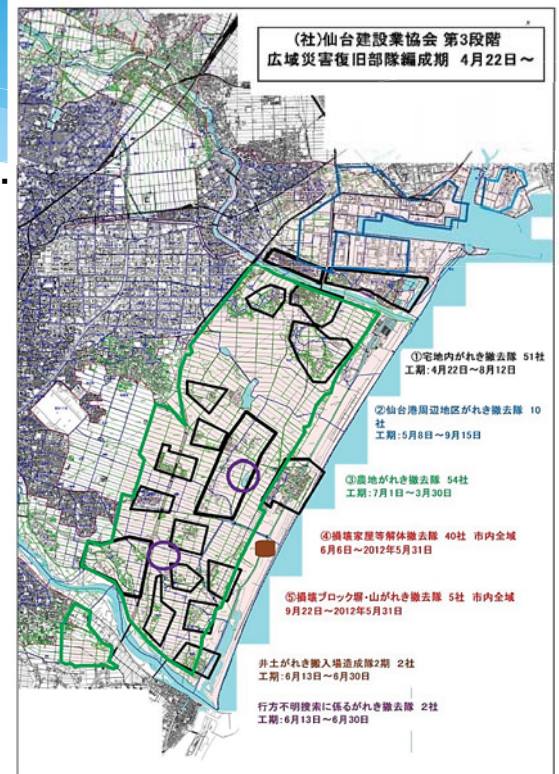 (社)仙台建設業協会 第3段階
広域災害復旧部隊編成期 4月22日～
①宅地内がれき撤去隊 51社
工期:4月22日～8月12日
②仙台港周辺地区がれき撤去隊 10
社
工期:5月8日～9月15日
③農地がれき撤去隊 54社
工期:7月1日～3月30日
④損壊家屋等解体撤去隊 40社 市内全域
6月6日～2012年5月31日
⑤損壊ブロック塀・山がれき撤去隊 5社 市内全域
9月22日～2012年5月31日
井土がれき搬入場造成隊2期 2社
工期:6月13日～6月30日
行方不明捜索に係るがれき撤去隊 2社
工期:6月13日～6月30日